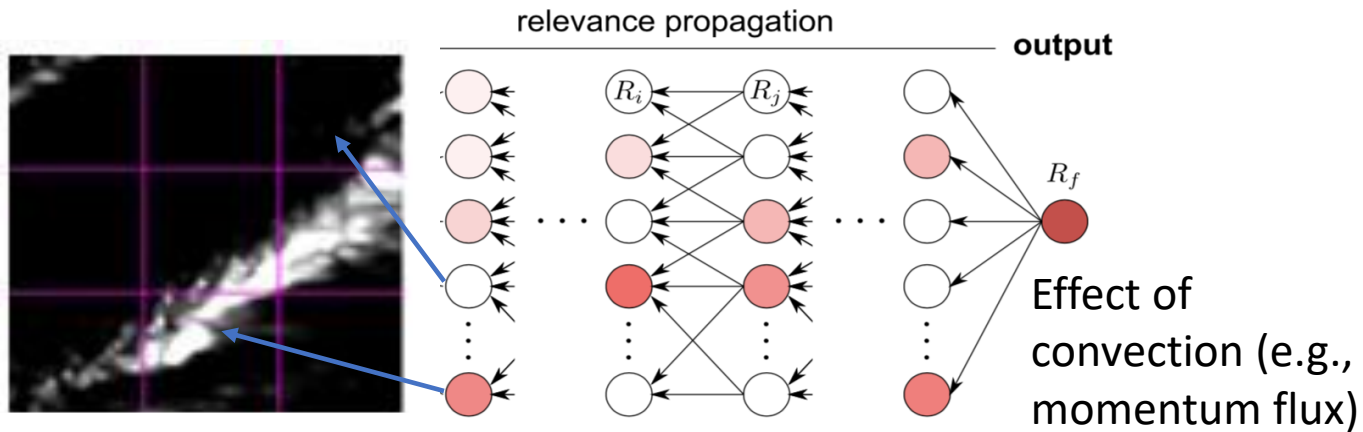 relevance propagation
output
R_i
R_j
R_f
Effect of
convection (e.g.,
momentum flux)